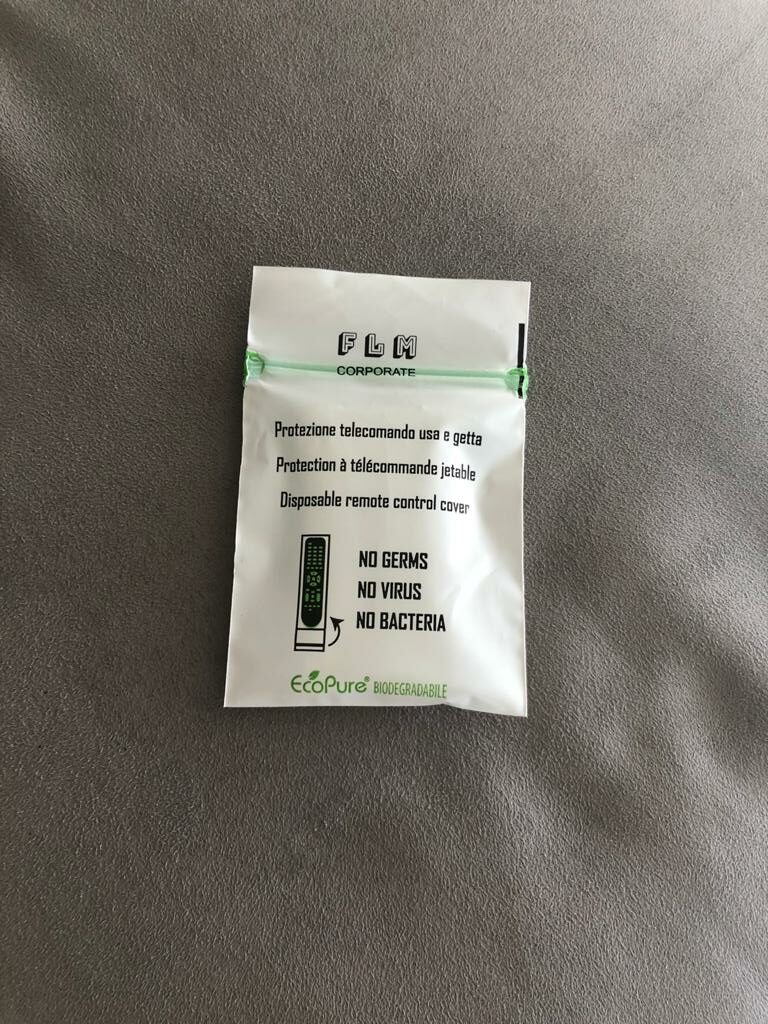 FLM
CORPORATE
Protezione telecomando usa e getta
Protection à télécommande jetable
Disposable remote control cover
NO GERMS
NO VIRUS
NO BACTERIA
EcoPure® BIODEGRADABILE